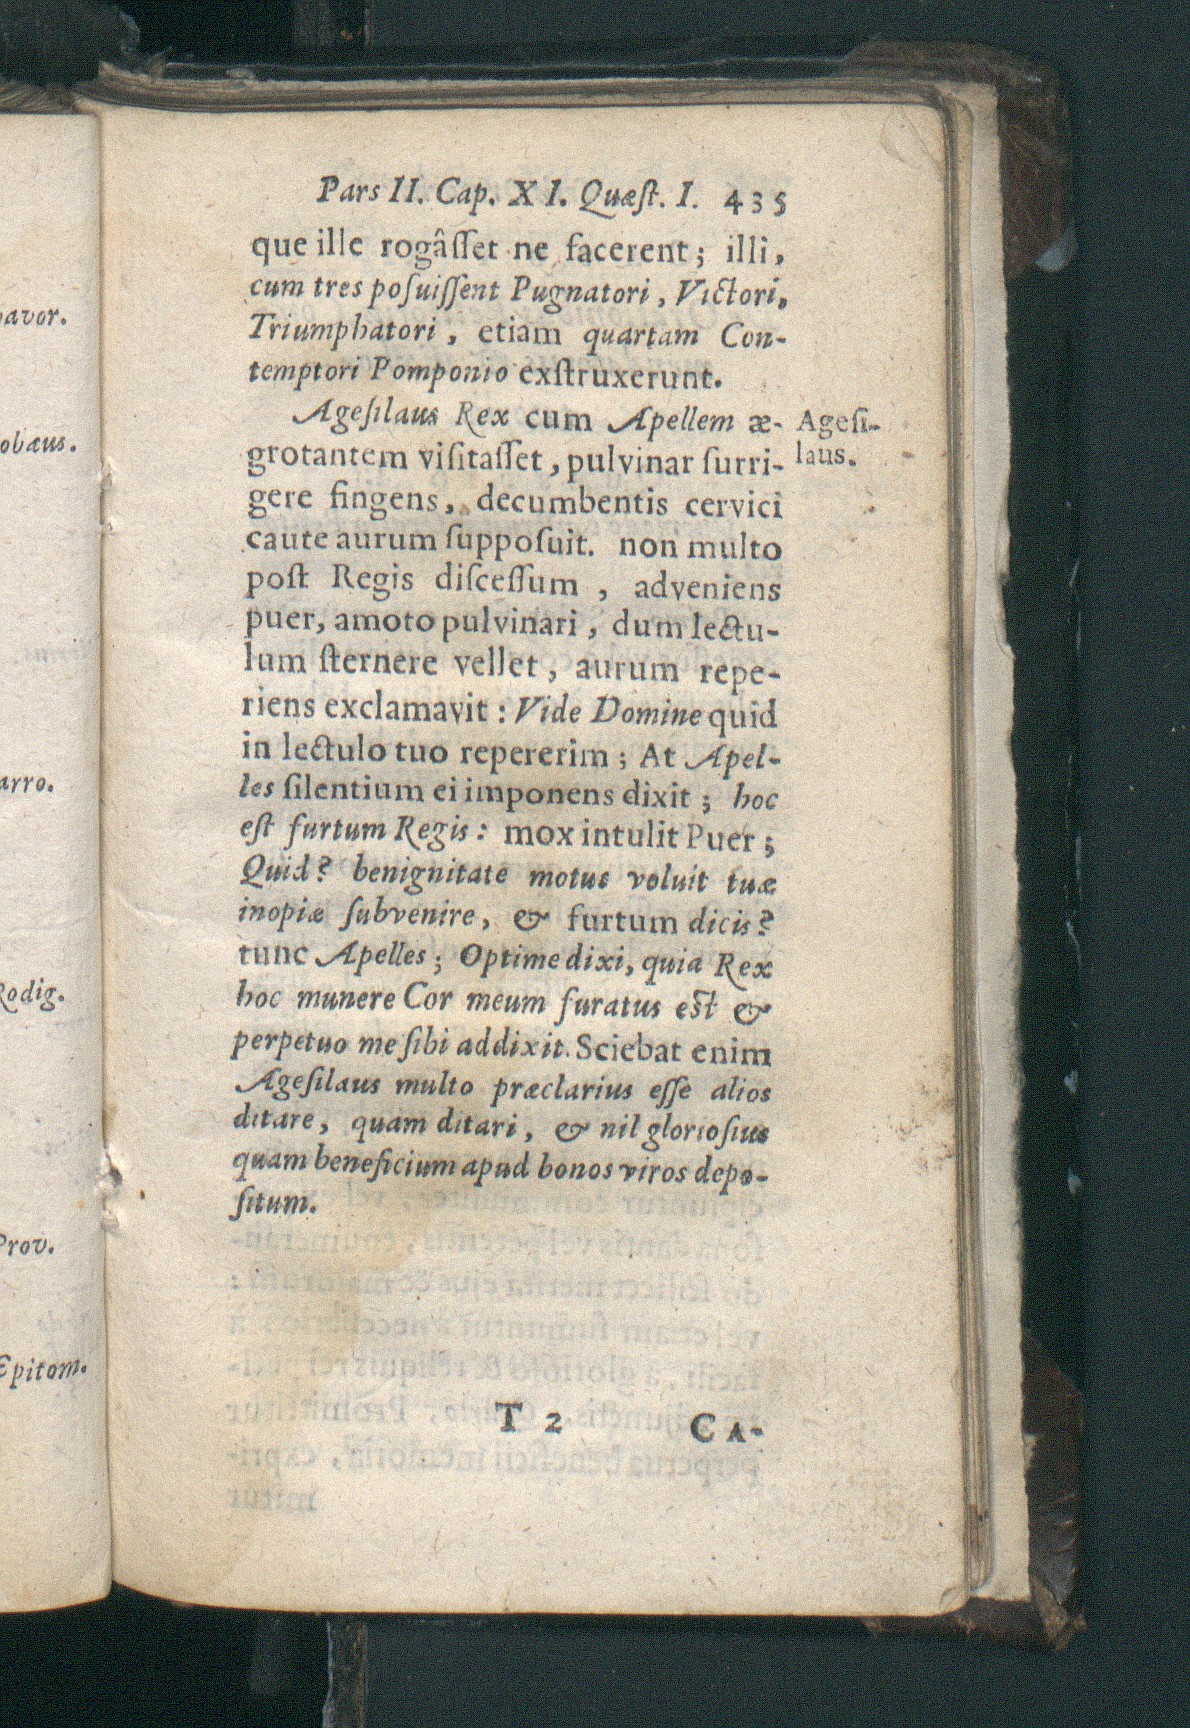 Pars II. Cap. XI. Quæſt. I. 435
que ille rogâſſet ne facerent; illi,
cum tres poſuiſſent Pugnatori, Victori,
Triumphatori, etiam quartam Con-
temptori Pomponio exſtruxerunt.
Ageſilaus Rex cum Apellem æ-
grotantem viſitaſſet, pulvinar ſurri-
gere fingens, decumbentis cervici
caute aurum ſuppoſuit. non multo
poſt Regis diſceſſum, adveniens
puer, amoto pulvinari, dum lectu-
lum ſternere vellet, aurum repe-
riens exclamavit: Vide Domine quid
in lectulo tuo repererim; At Apel-
les ſilentium ei imponens dixit; hoc
eſt furtum Regis: mox intulit Puer;
Quid? benignitate motus voluit tuæ
inopiæ ſubvenire, & furtum dicis?
tunc Apelles; Optime dixi, quia Rex
hoc munere Cor meum furatus eſt &
perpetuo me ſibi addixit. Sciebat enim
Ageſilaus multo præclarius eſſe alios
ditare, quam ditari, & nil glorioſius
quam beneficium apud bonos viros depo-
ſitum.
Ageſi-
laus.
T 2 CA-
avor.
obæus.
arro.
Rodig.
Prov.
Epitom.